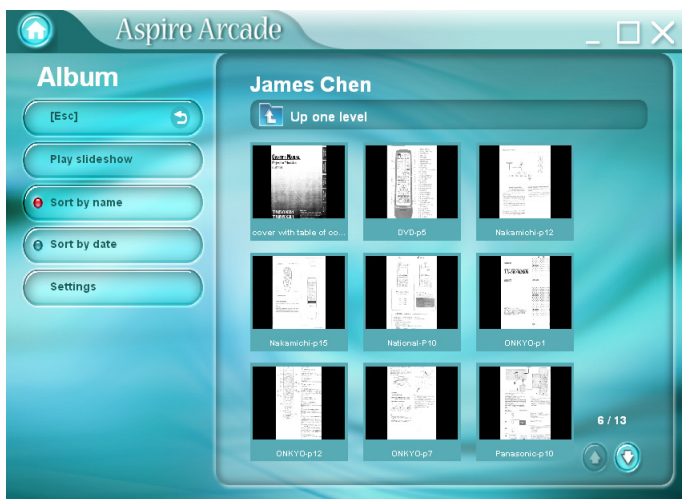 Aspire Arcade
Album
[Esc]
Play slideshow
Sort by name
Sort by date
Settings
James Chen
Up one level
cover with table of co...
DVD-p5
Nakamichi-p12
Nakamichi-p15
National-P10
ONKYO-p1
ONKYO-p12
ONKYO-p7
Panasonic-p10
6 / 13